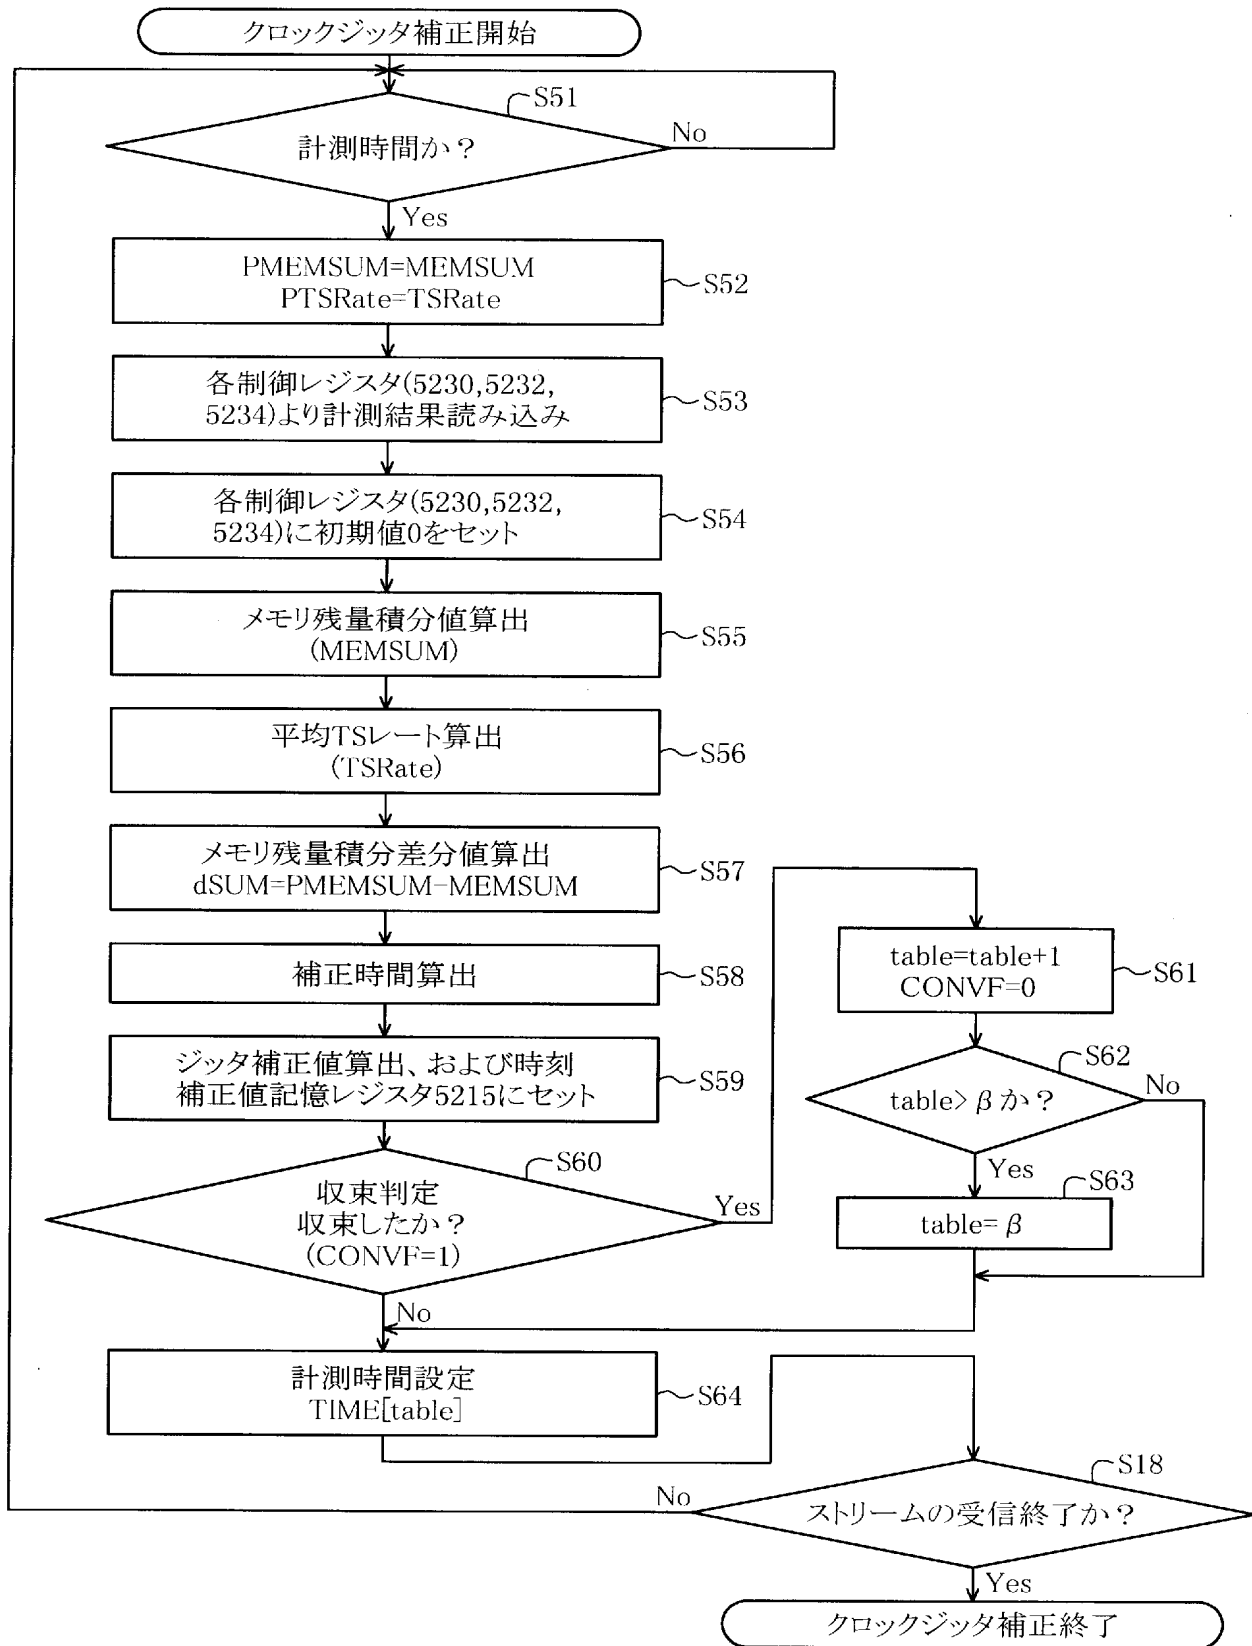 クロックジッタ補正開始
S51
計測時間か？
No
Yes
PMEMSUM=MEMSUM
PTSRate=TSRate
S52
各制御レジスタ(5230,5232,
5234)より計測結果読み込み
S53
各制御レジスタ(5230,5232,
5234)に初期値0をセット
S54
メモリ残量積分値算出
(MEMSUM)
S55
平均TSレート算出
(TSRate)
S56
メモリ残量積分差分値算出
dSUM=PMEMSUM-MEMSUM
S57
補正時間算出
S58
ジッタ補正値算出、および時刻
補正値記憶レジスタ5215にセット
S59
S60
収束判定
収束したか？
(CONVF=1)
Yes
No
table=table+1
CONVF=0
S61
S62
table>βか？
No
Yes
S63
table=β
計測時間設定
TIME[table]
S64
S18
ストリームの受信終了か？
No
Yes
クロックジッタ補正終了